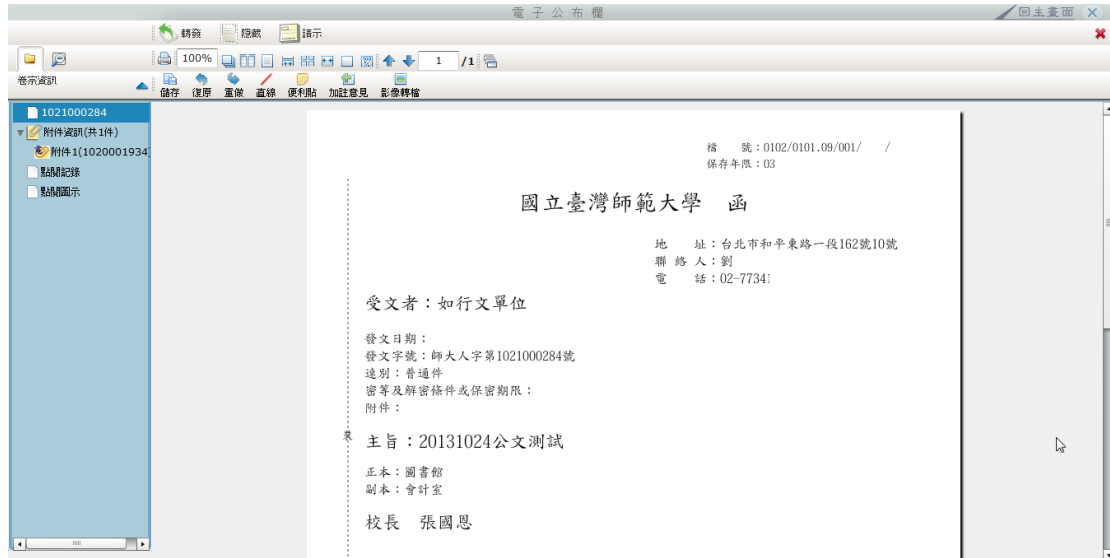 電子公布欄
回主畫面
轉簽 隱藏 請示
100% 1 /1
卷宗資訊
儲存 復原 重做 直線 便利貼 加註意見 影像轉檔
1021000284
附件資訊(共1件)
附件1(1020001934
點閱記錄
點閱圖示
檔 號：0102/0101.09/001/ /
保存年限：03
國立臺灣師範大學 函
地 址：台北市和平東路一段162號10號
聯 絡 人：劉
電 話：02-7734
受文者：如行文單位
發文日期：
發文字號：師大人字第1021000284號
速別：普通件
密等及解密條件或保密期限：
附件：
裝
主旨：20131024公文測試
正本：圖書館
副本：會計室
校長 張國恩